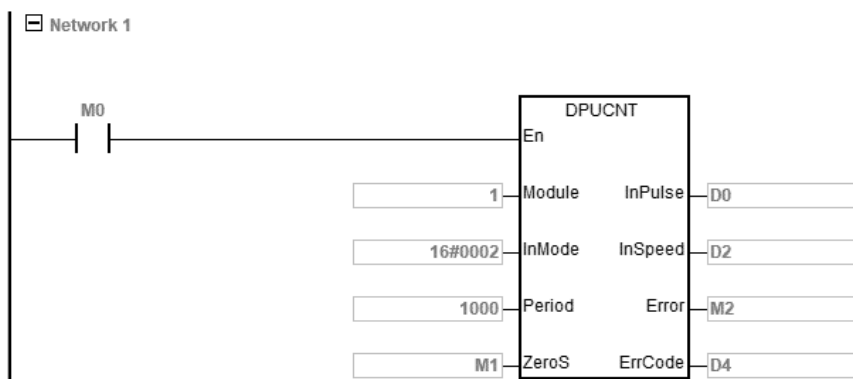 Network 1
M0
DPUCNT
En
1 Module InPulse D0
16#0002 InMode InSpeed D2
1000 Period Error M2
M1 ZeroS ErrCode D4